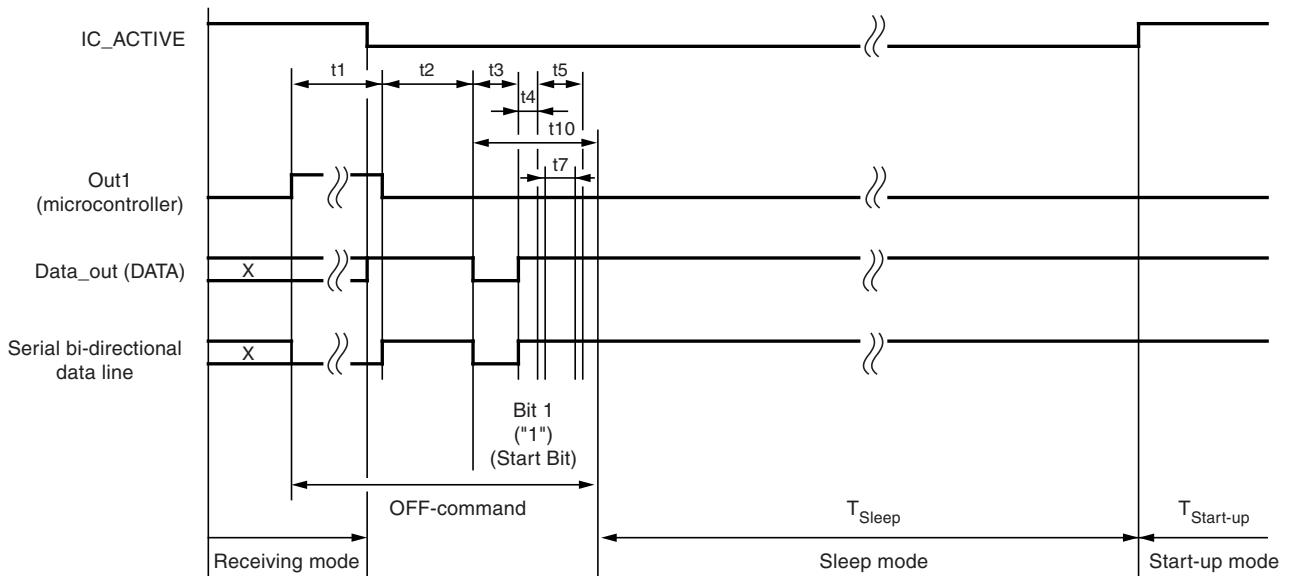 IC_ACTIVE
t1
t2
t3
t5
t4
t10
t7
Out1
(microcontroller)
Data_out (DATA)
X
Serial bi-directional
data line
X
Bit 1
("1")
(Start Bit)
OFF-command
TSleep
TStart-up
Receiving mode
Sleep mode
Start-up mode